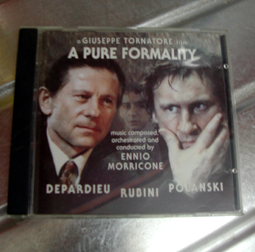 a GIUSEPPE TORNATORE film
A PURE FORMALITY
music composed,
orchestrated and
conducted by
ENNIO
MORRICONE
DEPARDIEU RUBINI POLANSKI